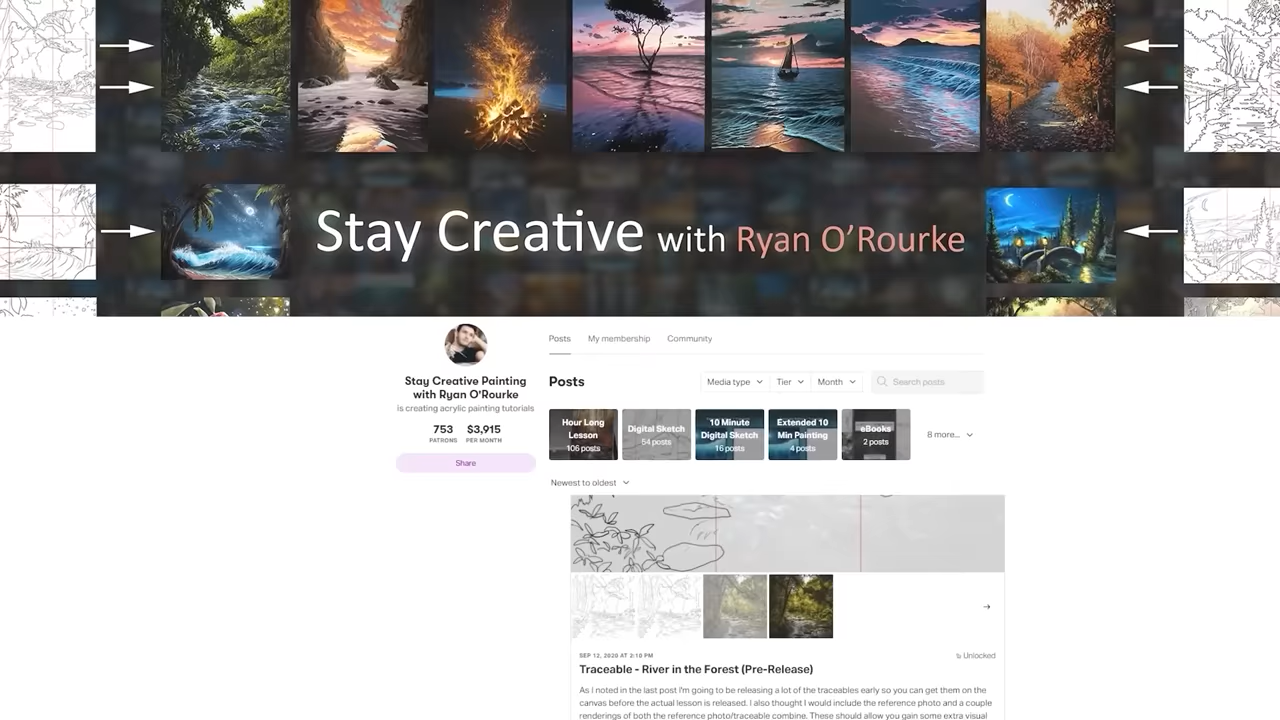 Stay Creative with Ryan O'Rourke
Posts
My membership
Community
Stay Creative Painting
with Ryan O'Rourke
is creating acrylic painting tutorials
753
PATRONS
$3,915
PER MONTH
Share
Posts
Media type
Tier
Month
Search posts
Hour Long
Lesson
106 posts
Digital Sketch
54 posts
10 Minute
Digital Sketch
16 posts
Extended 10
Min Painting
4 posts
eBooks
2 posts
8 more...
Newest to oldest
SEP 12, 2020 AT 2:10 PM
Unlocked
Traceable - River in the Forest (Pre-Release)
As I noted in the last post I'm going to be releasing a lot of the traceables early so you can get them on the
canvas before the actual lesson is released. I also thought I would include the reference photo and a couple
renderings of both the reference photo/traceable combine. These should allow you gain some extra visual